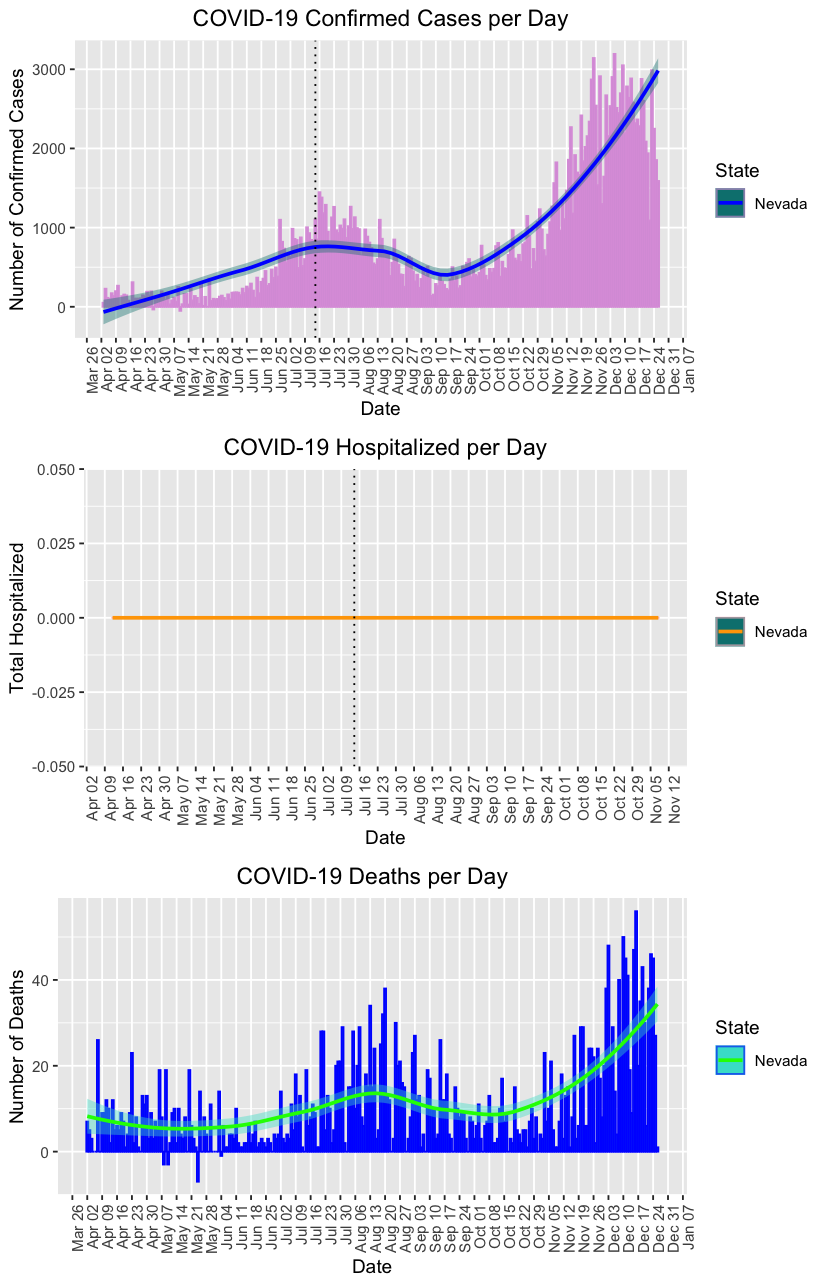 COVID-19 Confirmed Cases per Day
Number of Confirmed Cases
3000
2000
1000
0
Mar 26
Apr 02
Apr 09
Apr 16
Apr 23
Apr 30
May 07
May 14
May 21
May 28
Jun 04
Jun 11
Jun 18
Jun 25
Jul 02
Jul 09
Jul 16
Jul 23
Jul 30
Aug 06
Aug 13
Aug 20
Aug 27
Sep 03
Sep 10
Sep 17
Sep 24
Oct 01
Oct 08
Oct 15
Oct 22
Oct 29
Nov 05
Nov 12
Nov 19
Nov 26
Dec 03
Dec 10
Dec 17
Dec 24
Dec 31
Jan 07
Date
State
Nevada
COVID-19 Hospitalized per Day
Total Hospitalized
0.050
0.025
0.000
-0.025
-0.050
Apr 02
Apr 09
Apr 16
Apr 23
Apr 30
May 07
May 14
May 21
May 28
Jun 04
Jun 11
Jun 18
Jun 25
Jul 02
Jul 09
Jul 16
Jul 23
Jul 30
Aug 06
Aug 13
Aug 20
Aug 27
Sep 03
Sep 10
Sep 17
Sep 24
Oct 01
Oct 08
Oct 15
Oct 22
Oct 29
Nov 05
Nov 12
Date
State
Nevada
COVID-19 Deaths per Day
Number of Deaths
40
20
0
Mar 26
Apr 02
Apr 09
Apr 16
Apr 23
Apr 30
May 07
May 14
May 21
May 28
Jun 04
Jun 11
Jun 18
Jun 25
Jul 02
Jul 09
Jul 16
Jul 23
Jul 30
Aug 06
Aug 13
Aug 20
Aug 27
Sep 03
Sep 10
Sep 17
Sep 24
Oct 01
Oct 08
Oct 15
Oct 22
Oct 29
Nov 05
Nov 12
Nov 19
Nov 26
Dec 03
Dec 10
Dec 17
Dec 24
Dec 31
Jan 07
Date
State
Nevada